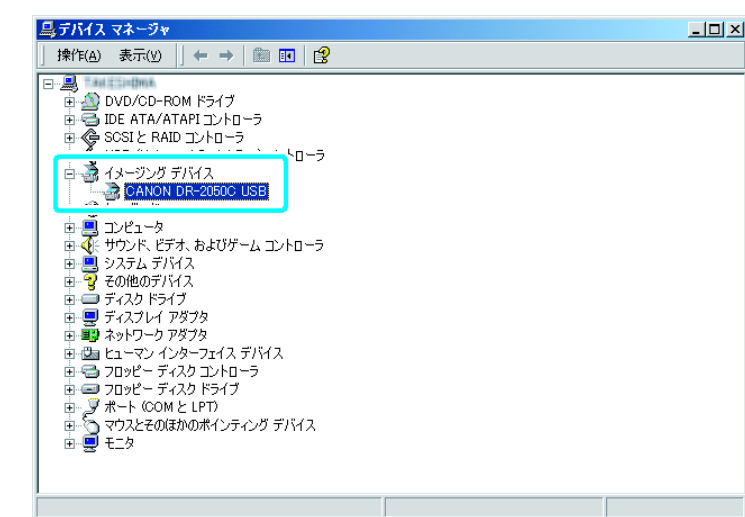 デバイス マネージャ
操作(A) 表示(V)
DVD/CD-ROM ドライブ
IDE ATA/ATAPI コントローラ
SCSI と RAID コントローラ
イメージング デバイス
CANON DR-2050C USB
コンピュータ
サウンド、ビデオ、およびゲーム コントローラ
システム デバイス
その他のデバイス
ディスク ドライブ
ディスプレイ アダプタ
ネットワーク アダプタ
ヒューマン インターフェイス デバイス
フロッピー ディスク コントローラ
フロッピー ディスク ドライブ
ポート (COM と LPT)
マウスとそのほかのポインティング デバイス
モニタ